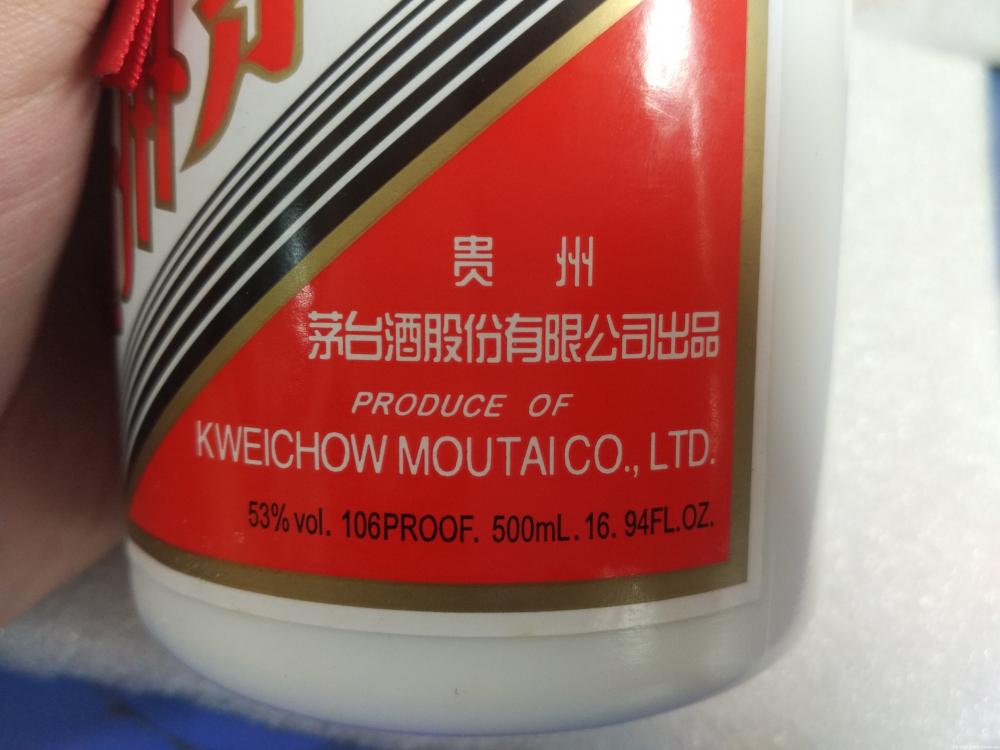 贵 州
茅台酒股份有限公司出品
PRODUCE OF
KWEICHOW MOUTAI CO., LTD.
53% vol. 106PROOF. 500mL. 16. 94FL.OZ.